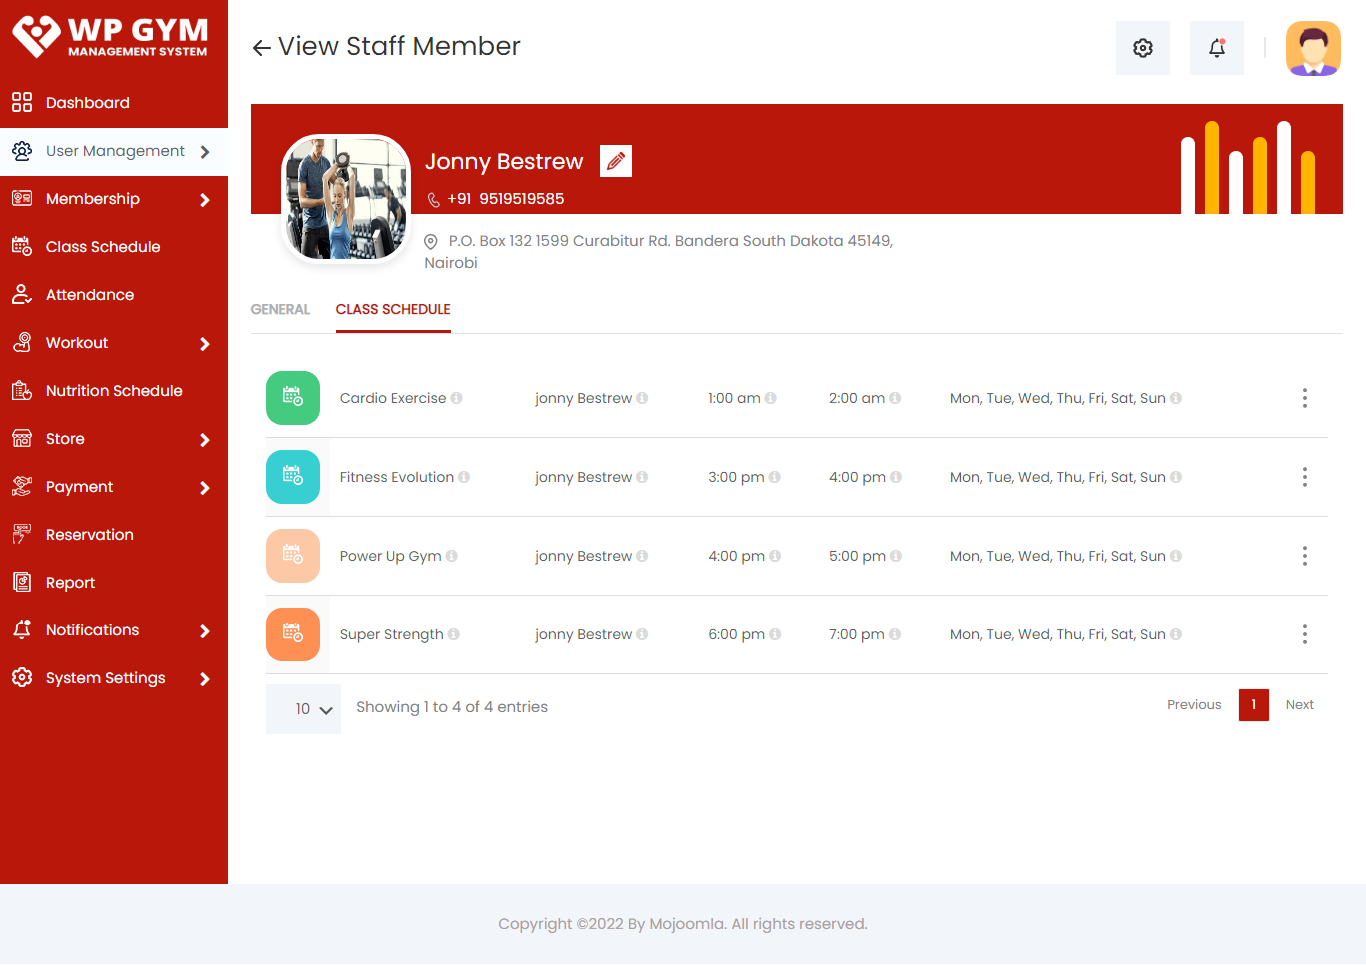 WP GYM
MANAGEMENT SYSTEM
Dashboard
User Management
Membership
Class Schedule
Attendance
Workout
Nutrition Schedule
Store
Payment
Reservation
Report
Notifications
System Settings
View Staff Member
Jonny Bestrew
+91 9519519585
P.O. Box 132 1599 Curabitur Rd. Bandera South Dakota 45149,
Nairobi
GENERAL CLASS SCHEDULE
Cardio Exercise jonny Bestrew 1:00 am 2:00 am Mon, Tue, Wed, Thu, Fri, Sat, Sun
Fitness Evolution jonny Bestrew 3:00 pm 4:00 pm Mon, Tue, Wed, Thu, Fri, Sat, Sun
Power Up Gym jonny Bestrew 4:00 pm 5:00 pm Mon, Tue, Wed, Thu, Fri, Sat, Sun
Super Strength jonny Bestrew 6:00 pm 7:00 pm Mon, Tue, Wed, Thu, Fri, Sat, Sun
10 Showing 1 to 4 of 4 entries Previous 1 Next
Copyright ©2022 By Mojoomla. All rights reserved.